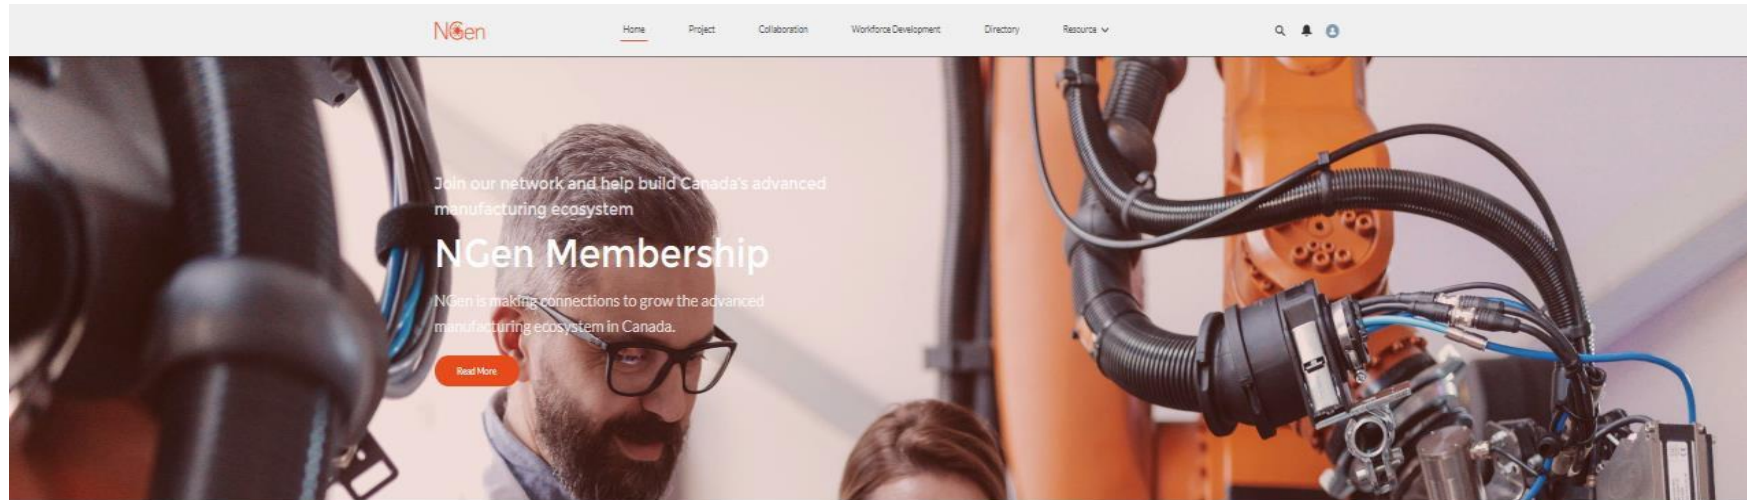 NGen
Home Project Collaboration Workforce Development Directory Resource
Join our network and help build Canada's advanced
manufacturing ecosystem
NGen Membership
NGen is making connections to grow the advanced
manufacturing ecosystem in Canada.
Read More